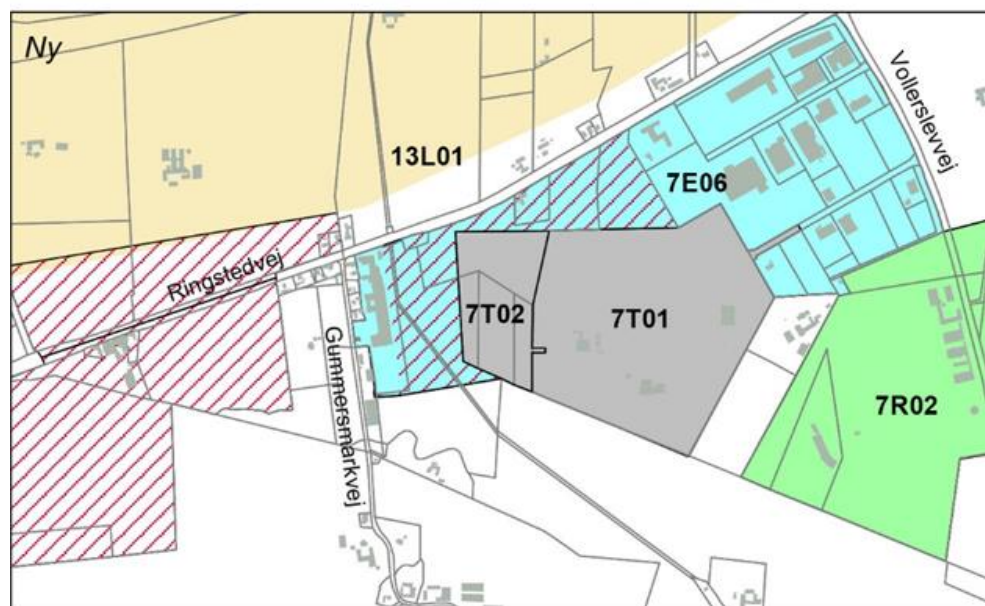 Ny
Vollerslevvej
13L01
7E06
Ringstedvej
7T02
7T01
Gummersmarkvej
7R02